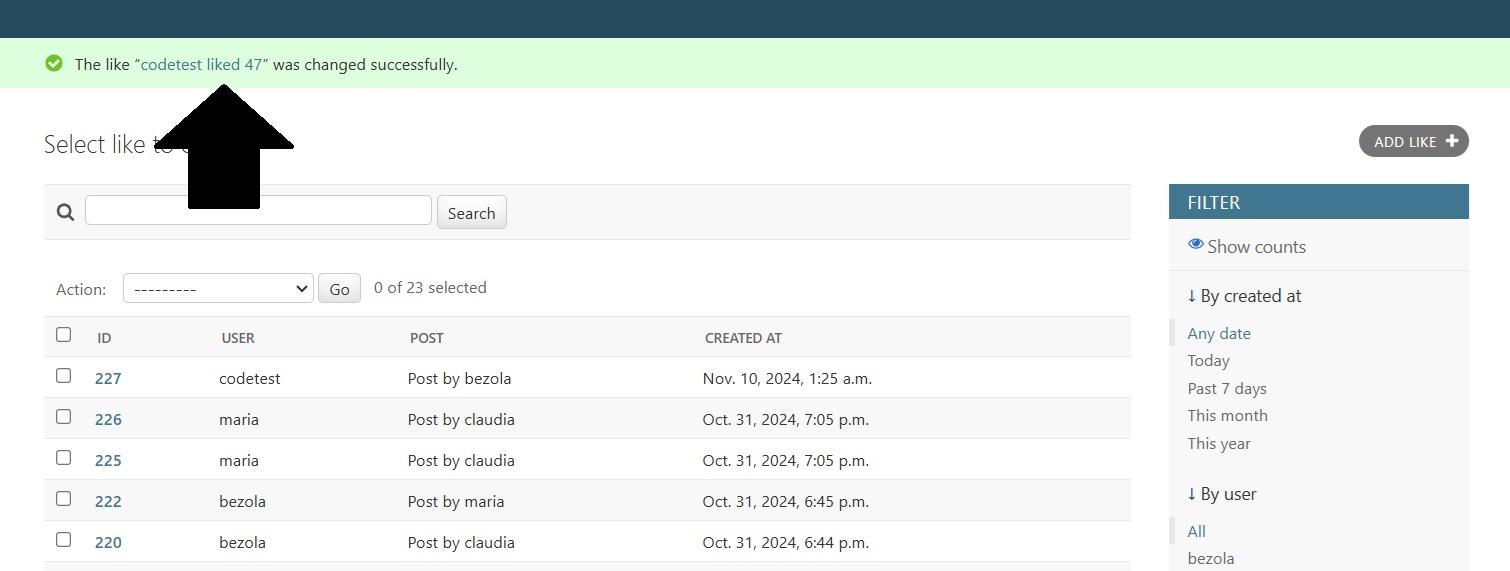 The like “codetest liked 47” was changed successfully.
Select like to
ADD LIKE
Search
FILTER
Show counts
Action: --------- Go 0 of 23 selected
↓ By created at
ID USER POST CREATED AT
Any date
Today
227 codetest Post by bezola Nov. 10, 2024, 1:25 a.m.
Past 7 days
226 maria Post by claudia Oct. 31, 2024, 7:05 p.m.
This month
This year
225 maria Post by claudia Oct. 31, 2024, 7:05 p.m.
↓ By user
222 bezola Post by maria Oct. 31, 2024, 6:45 p.m.
All
220 bezola Post by claudia Oct. 31, 2024, 6:44 p.m.
bezola